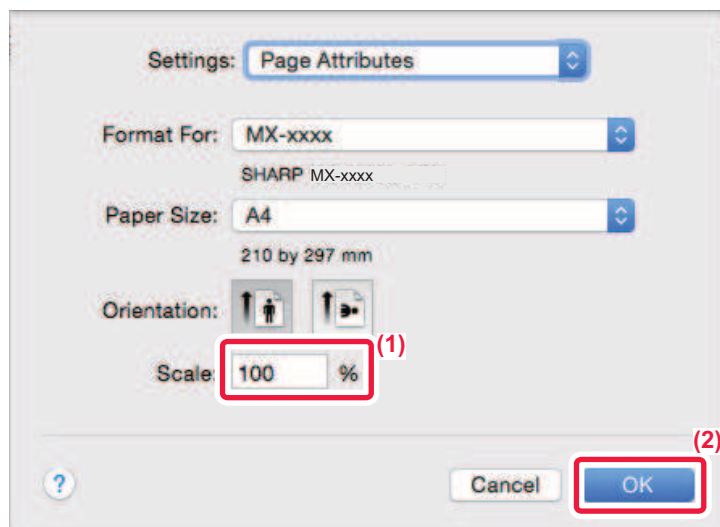 Settings: Page Attributes
Format For: MX-xxxx
SHARP MX-xxxx
Paper Size: A4
210 by 297 mm
Orientation:
(1)
Scale: 100 %
(2)
? Cancel OK